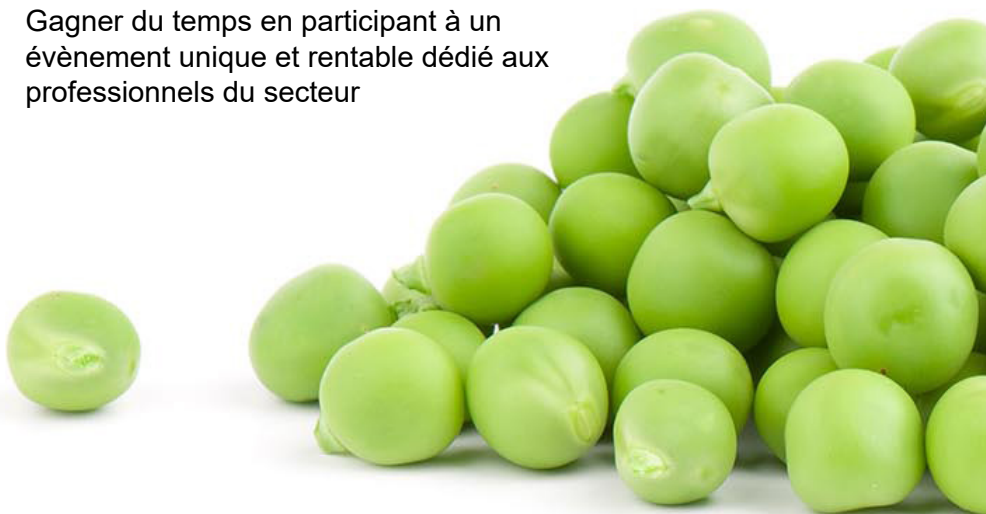 Gagner du temps en participant à un
évènement unique et rentable dédié aux
professionnels du secteur